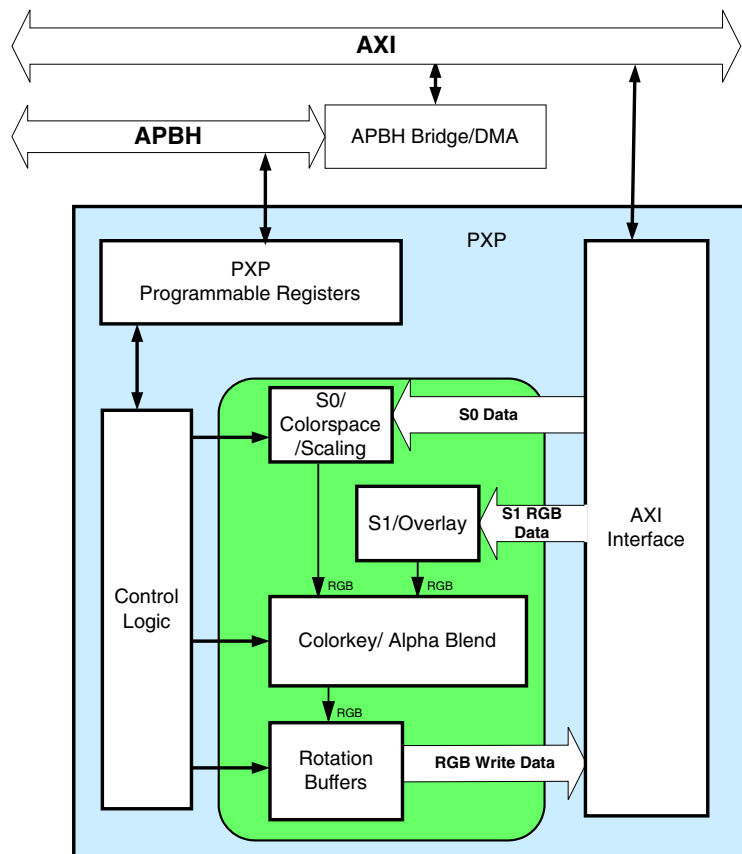 AXI
APBH
APBH Bridge/DMA
PXP
PXP
Programmable Registers
S0/
Colorspace
/Scaling
S0 Data
S1/Overlay
S1 RGB
Data
AXI
Interface
Control
Logic
RGB
RGB
Colorkey/ Alpha Blend
RGB
Rotation
Buffers
RGB Write Data